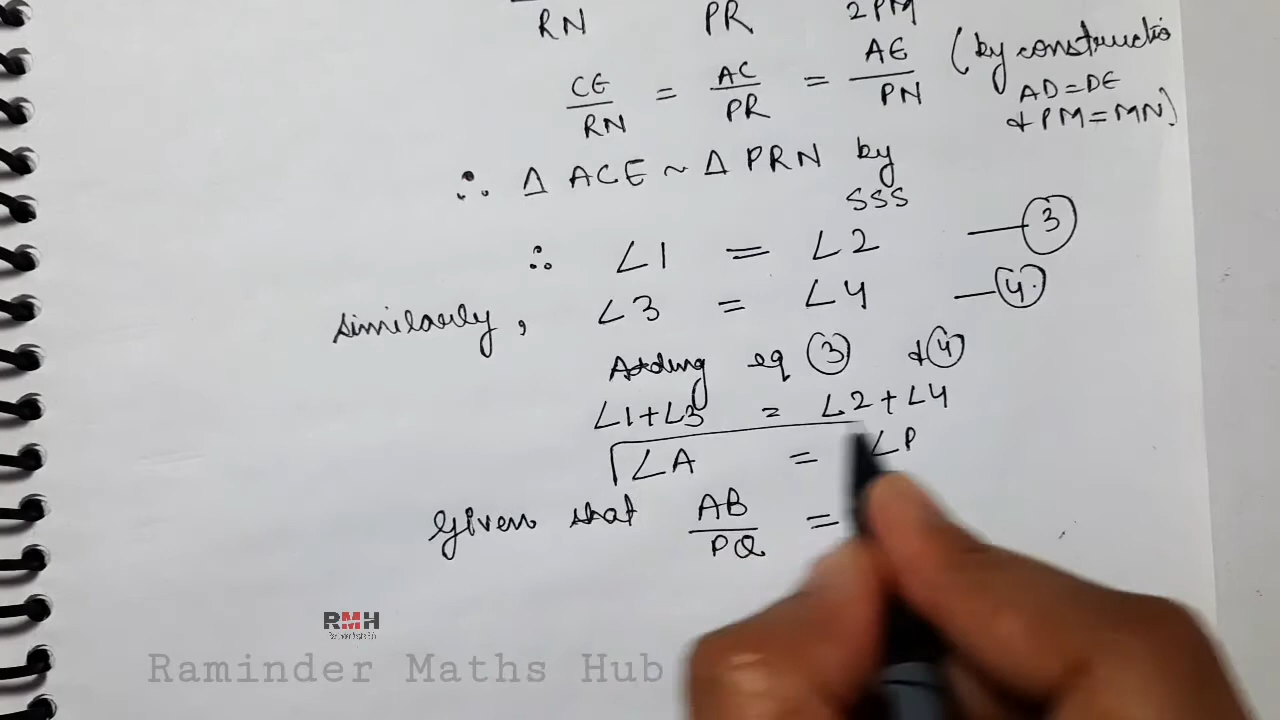 RN PR 2PM
CE/RN = AC/PR = AE/PN (by constructio
AD=DE
& PM=MN)
∴ Δ ACE ~ Δ PRN by
SSS
∴ ∠1 = ∠2 — 3
Similarly, ∠3 = ∠4 — 4
Adding eq 3 & 4
∠1+∠3 = ∠2+∠4
∠A = ∠P
Given that AB/PQ =
RMH
Raminder Maths Hub